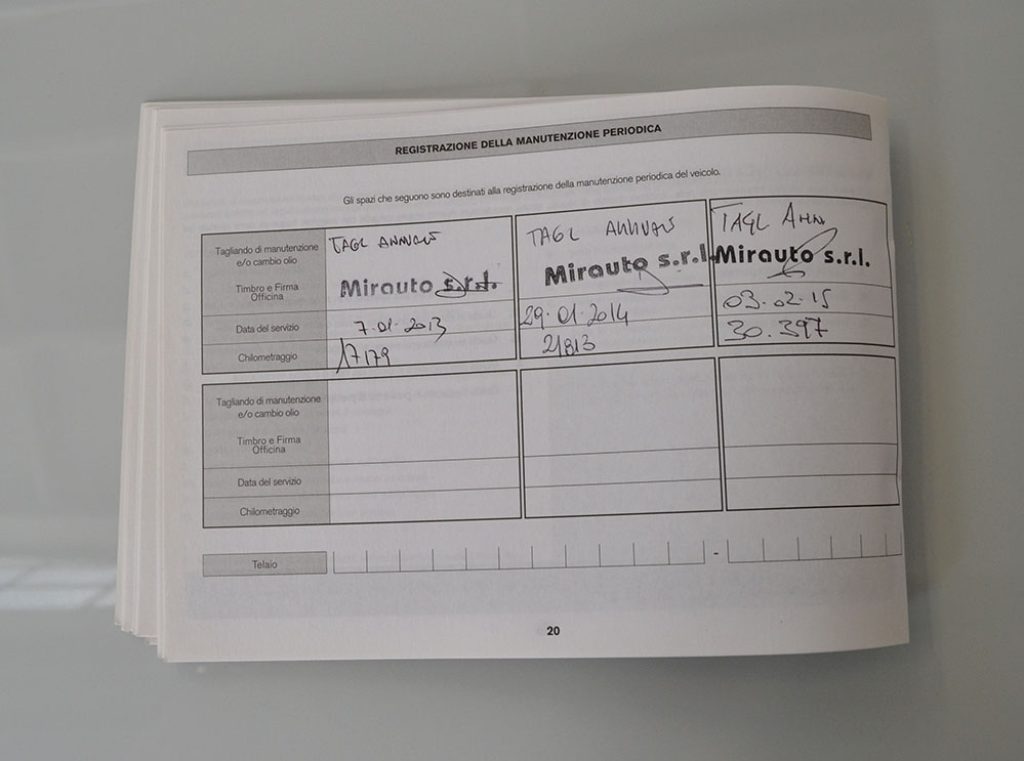 REGISTRAZIONE DELLA MANUTENZIONE PERIODICA
Gli spazi che seguono sono destinati alla registrazione della manutenzione periodica del veicolo.
Tagliando di manutenzione
e/o cambio olio
TAGL ANNUALE
TAGL ANNUALE
TAGL ANN
Timbro e Firma
Officina
Mirauto s.r.l.
Mirauto s.r.l.
Mirauto s.r.l.
Data del servizio
7.01.2013
29.01.2014
03.02.15
Chilometraggio
17179
21813
30.397
Tagliando di manutenzione
e/o cambio olio
Timbro e Firma
Officina
Data del servizio
Chilometraggio
Telaio
-
20